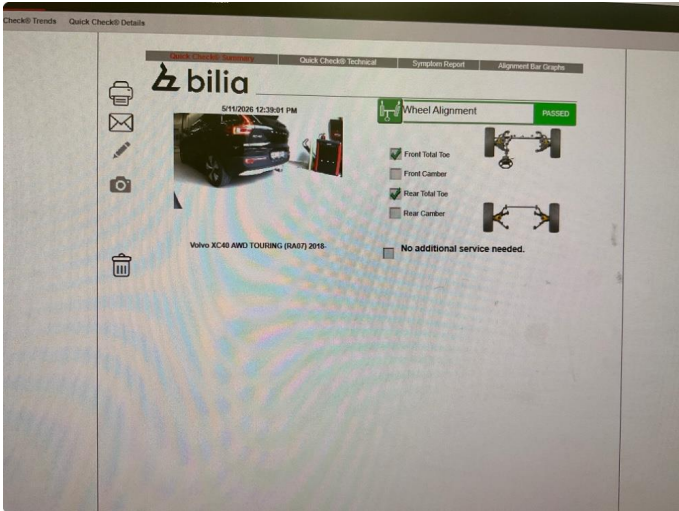 Check® Trends Quick Check® Details
Quick Check® Summary Quick Check® Technical Symptom Report Alignment Bar Graphs
bilia
5/11/2026 12:39:01 PM
Wheel Alignment PASSED
Front Total Toe
Front Camber
Rear Total Toe
Rear Camber
Volvo XC40 AWD TOURING (RA07) 2018-
No additional service needed.